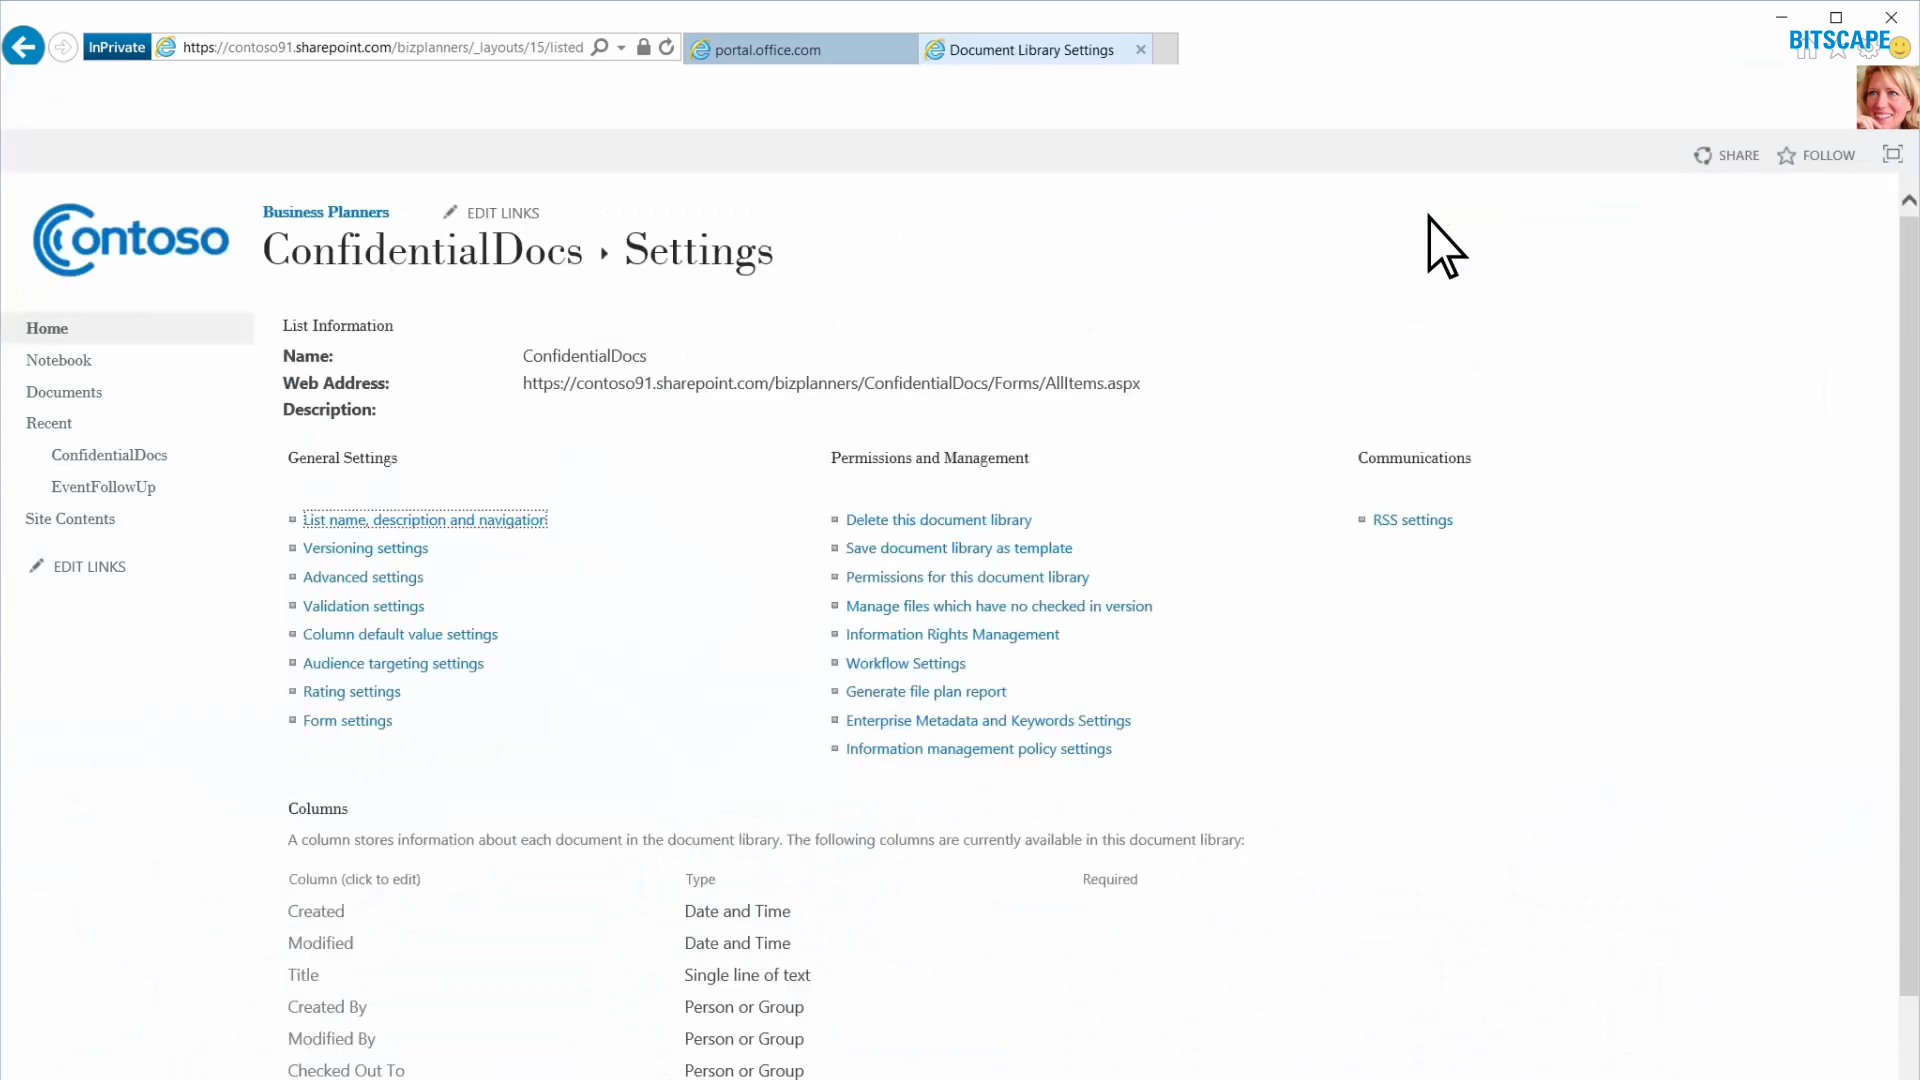 BITSCAPE
InPrivate
https://contoso91.sharepoint.com/bizplanners/_layouts/15/listed
portal.office.com
Document Library Settings
SHARE
FOLLOW
Contoso
Business Planners
EDIT LINKS
ConfidentialDocs ▸ Settings
Home
Notebook
Documents
Recent
ConfidentialDocs
EventFollowUp
Site Contents
EDIT LINKS
List Information
Name: ConfidentialDocs
Web Address: https://contoso91.sharepoint.com/bizplanners/ConfidentialDocs/Forms/AllItems.aspx
Description:
General Settings
List name, description and navigation
Versioning settings
Advanced settings
Validation settings
Column default value settings
Audience targeting settings
Rating settings
Form settings
Permissions and Management
Delete this document library
Save document library as template
Permissions for this document library
Manage files which have no checked in version
Information Rights Management
Workflow Settings
Generate file plan report
Enterprise Metadata and Keywords Settings
Information management policy settings
Communications
RSS settings
Columns
A column stores information about each document in the document library. The following columns are currently available in this document library:
Column (click to edit) Type Required
Created Date and Time
Modified Date and Time
Title Single line of text
Created By Person or Group
Modified By Person or Group
Checked Out To Person or Group